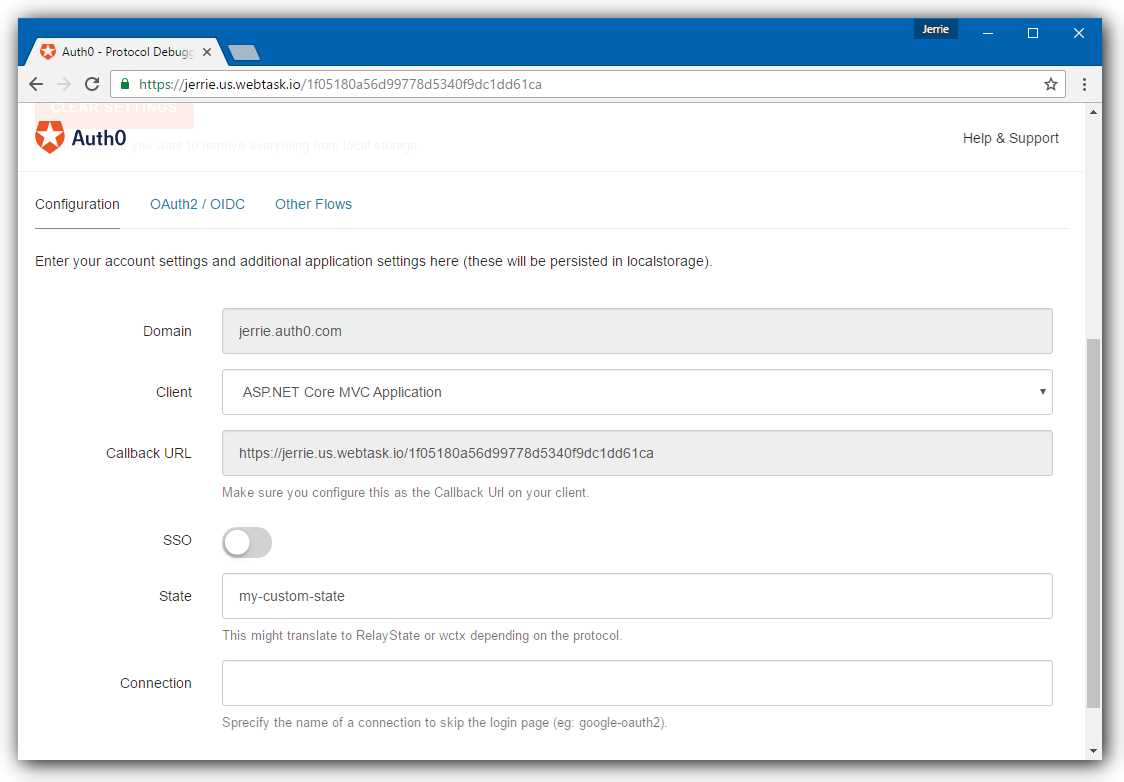 Jerrie
Auth0 - Protocol Debugg
https://jerrie.us.webtask.io/1f05180a56d99778d5340f9dc1dd61ca
CLEAR SETTINGS
Auth0
you want to remove everything from local storage.
Help & Support
Configuration
OAuth2 / OIDC
Other Flows
Enter your account settings and additional application settings here (these will be persisted in localstorage).
Domain
jerrie.auth0.com
Client
ASP.NET Core MVC Application
Callback URL
https://jerrie.us.webtask.io/1f05180a56d99778d5340f9dc1dd61ca
Make sure you configure this as the Callback Url on your client.
SSO
State
my-custom-state
This might translate to RelayState or wctx depending on the protocol.
Connection
Sprecify the name of a connection to skip the login page (eg: google-oauth2).